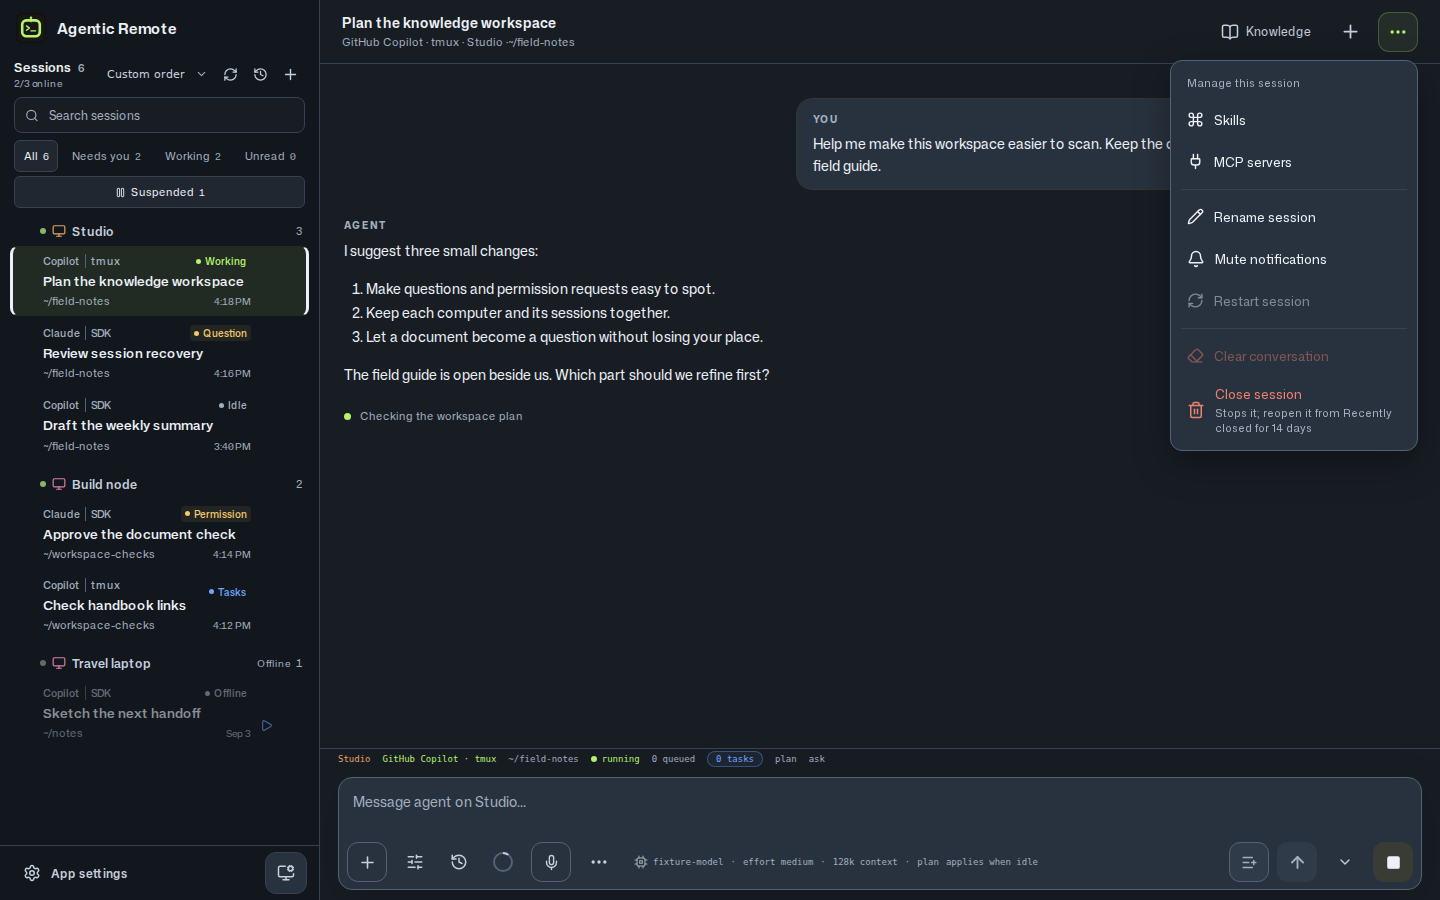 Agentic Remote
Sessions 6
2/3 online
Custom order
Search sessions
All 6
Needs you 2
Working 2
Unread 0
Suspended 1
Studio 3
Copilot | tmux
Working
Plan the knowledge workspace
~/field-notes
4:18 PM
Claude | SDK
Question
Review session recovery
~/field-notes
4:16 PM
Copilot | SDK
Idle
Draft the weekly summary
~/field-notes
3:40 PM
Build node 2
Claude | SDK
Permission
Approve the document check
~/workspace-checks
4:14 PM
Copilot | tmux
Tasks
Check handbook links
~/workspace-checks
4:12 PM
Travel laptop
Offline 1
Copilot | SDK
Offline
Sketch the next handoff
~/notes
Sep 3
App settings
Plan the knowledge workspace
GitHub Copilot · tmux · Studio · ~/field-notes
Knowledge
YOU
Help me make this workspace easier to scan. Keep the
field guide.
AGENT
I suggest three small changes:
1. Make questions and permission requests easy to spot.
2. Keep each computer and its sessions together.
3. Let a document become a question without losing your place.
The field guide is open beside us. Which part should we refine first?
Checking the workspace plan
Manage this session
Skills
MCP servers
Rename session
Mute notifications
Restart session
Clear conversation
Close session
Stops it; reopen it from Recently
closed for 14 days
Studio GitHub Copilot · tmux ~/field-notes running 0 queued 0 tasks plan ask
Message agent on Studio...
fixture-model · effort medium · 128k context · plan applies when idle